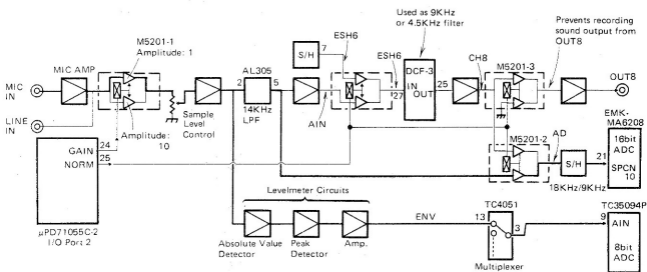 Used as 9KHz
or 4.5KHz filter
Prevents recording
sound output from
OUT8
M5201-1
Amplitude: 1
S/H
7
ESH6
ESH6
MIC AMP
AL305
DCF-3
CH8
M5201-3
MIC
IN
2
5
14KHz
LPF
27
IN
OUT
25
OUT8
LINE
IN
Sample
Level
Control
AIN
EMK-
MA6208
Amplitude:
10
M5201-2
AD
16bit
ADC
GAIN
24
NORM
25
S/H
21
SPCN
10
18KHz/9KHz
Levelmeter Circuits
TC4051
TC35094P
μPD71055C-2
I/O Port 2
ENV
13
3
9
AIN
Absolute Value
Detector
Peak
Detector
Amp.
8bit
ADC
Multiplexer